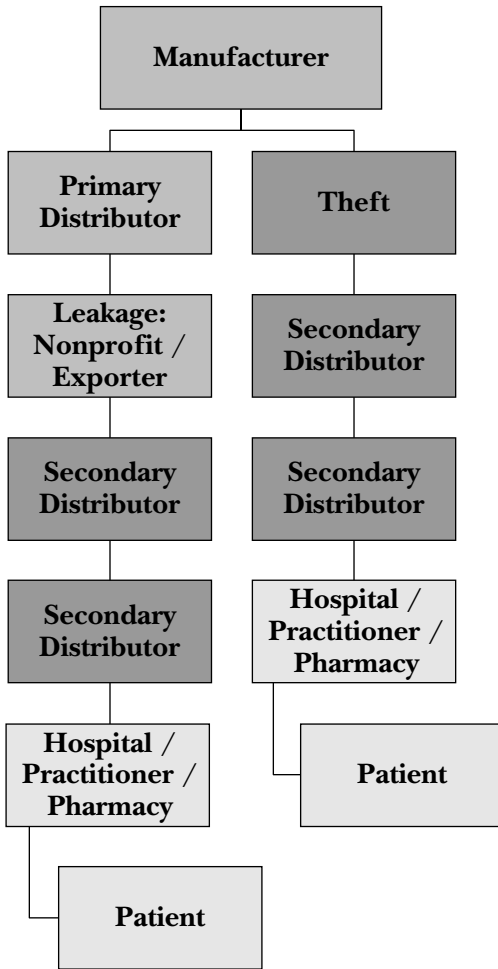 Manufacturer
Primary
Distributor
Theft
Leakage:
Nonprofit /
Exporter
Secondary
Distributor
Secondary
Distributor
Secondary
Distributor
Secondary
Distributor
Hospital /
Practitioner /
Pharmacy
Hospital /
Practitioner /
Pharmacy
Patient
Patient